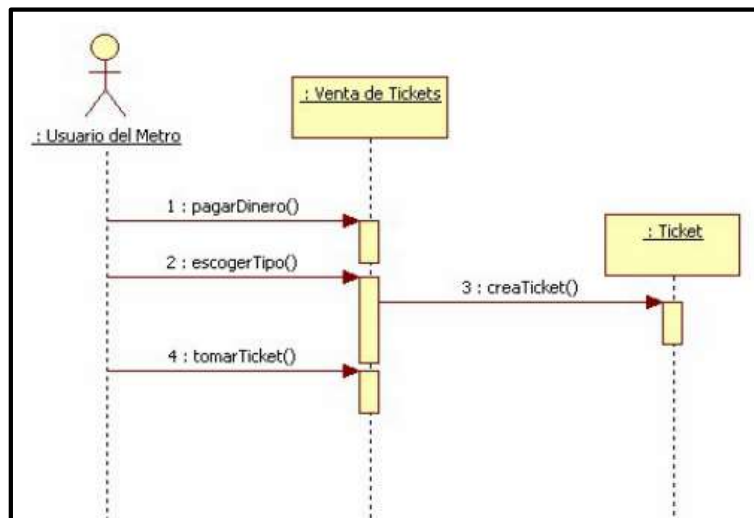 : Venta de Tickets
: Usuario del Metro
1 : pagarDinero()
: Ticket
2 : escogerTipo()
3 : creaTicket()
4 : tomarTicket()